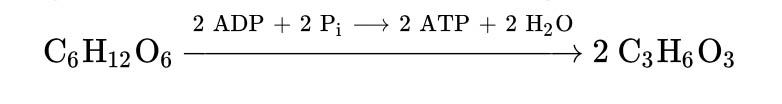 2 ADP + 2 Pᵢ ⟶ 2 ATP + 2 H₂O
C₆H₁₂O₆ ⟶ 2 C₃H₆O₃